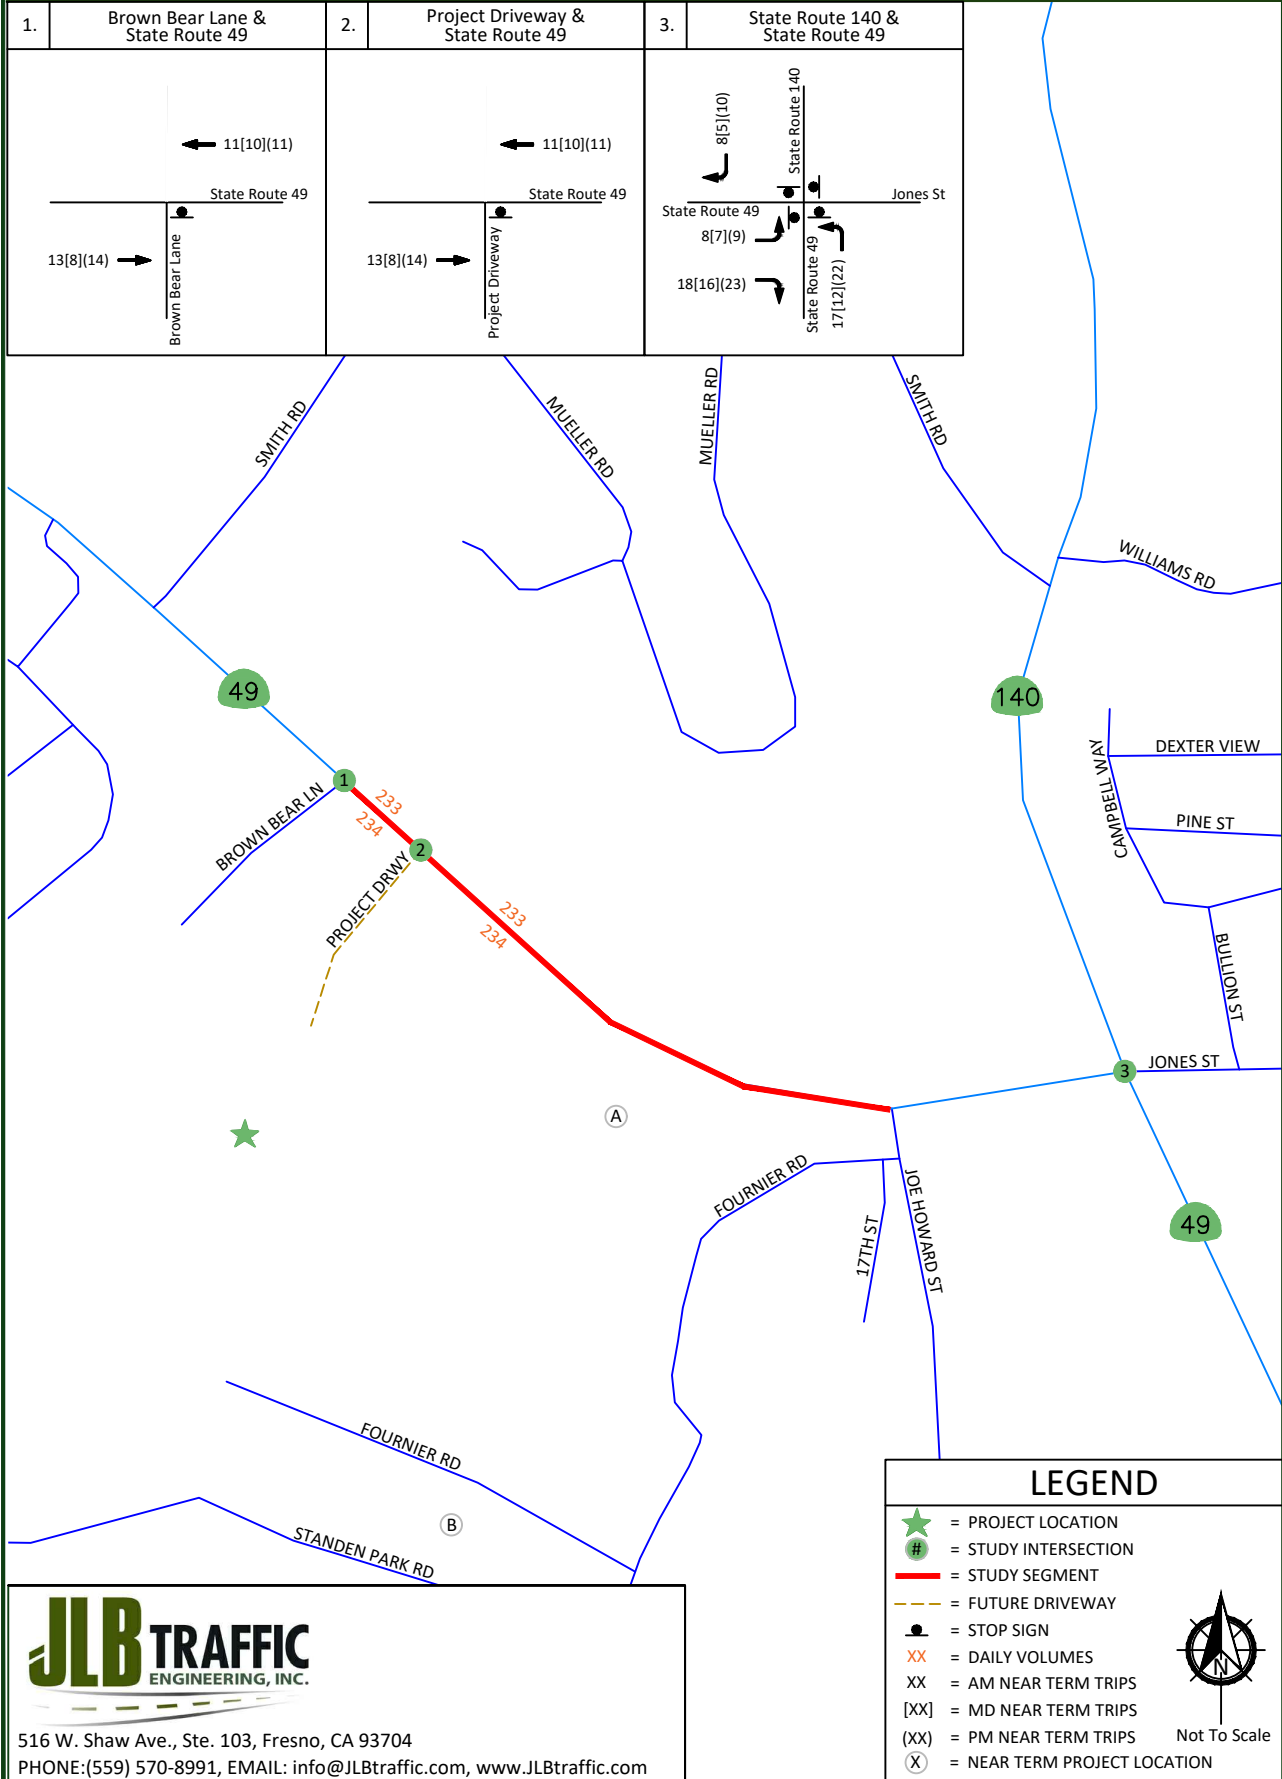 1.
Brown Bear Lane &
State Route 49
2.
Project Driveway &
State Route 49
3.
State Route 140 &
State Route 49
11[10](11)
State Route 49
13[8](14)
Brown Bear Lane
11[10](11)
State Route 49
13[8](14)
Project Driveway
8[5](10)
State Route 140
Jones St
State Route 49
8[7](9)
18[16](23)
State Route 49
17[12](22)
SMITH RD
MUELLER RD
MUELLER RD
SMITH RD
WILLIAMS RD
49
140
DEXTER VIEW
CAMPBELL WAY
PINE ST
1
233
234
BROWN BEAR LN
2
PROJECT DRWY
233
234
BULLION ST
3
JONES ST
A
FOURNIER RD
17TH ST
JOE HOWARD ST
49
FOURNIER RD
B
STANDEN PARK RD
LEGEND
= PROJECT LOCATION
# = STUDY INTERSECTION
= STUDY SEGMENT
= FUTURE DRIVEWAY
= STOP SIGN
XX = DAILY VOLUMES
XX = AM NEAR TERM TRIPS
[XX] = MD NEAR TERM TRIPS
(XX) = PM NEAR TERM TRIPS
X = NEAR TERM PROJECT LOCATION
N
Not To Scale
JLB TRAFFIC
ENGINEERING, INC.
516 W. Shaw Ave., Ste. 103, Fresno, CA 93704
PHONE:(559) 570-8991, EMAIL: info@JLBtraffic.com, www.JLBtraffic.com